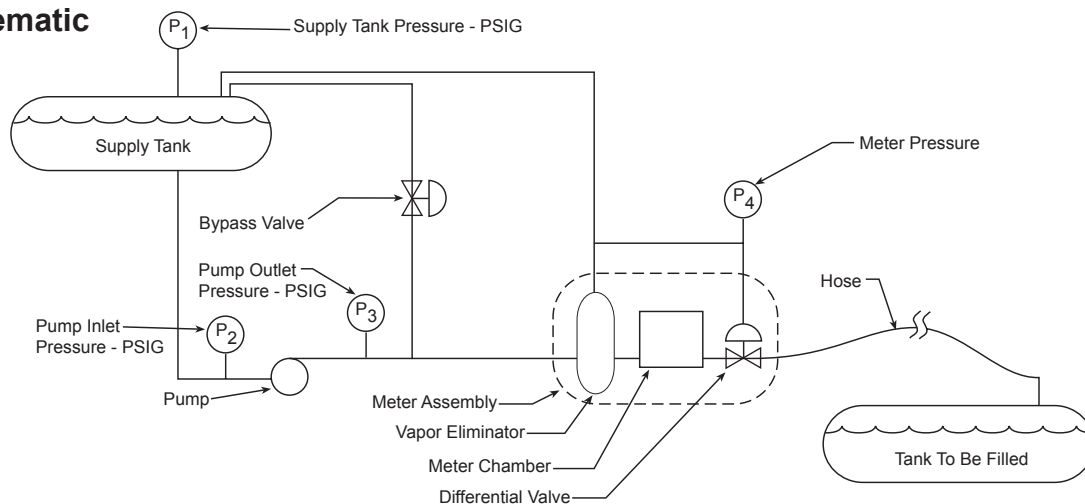 ematic
P1
Supply Tank Pressure - PSIG
Supply Tank
Meter Pressure
P4
Bypass Valve
Pump Outlet
Pressure - PSIG
P3
Hose
Pump Inlet
Pressure - PSIG
P2
Pump
Meter Assembly
Vapor Eliminator
Meter Chamber
Differential Valve
Tank To Be Filled